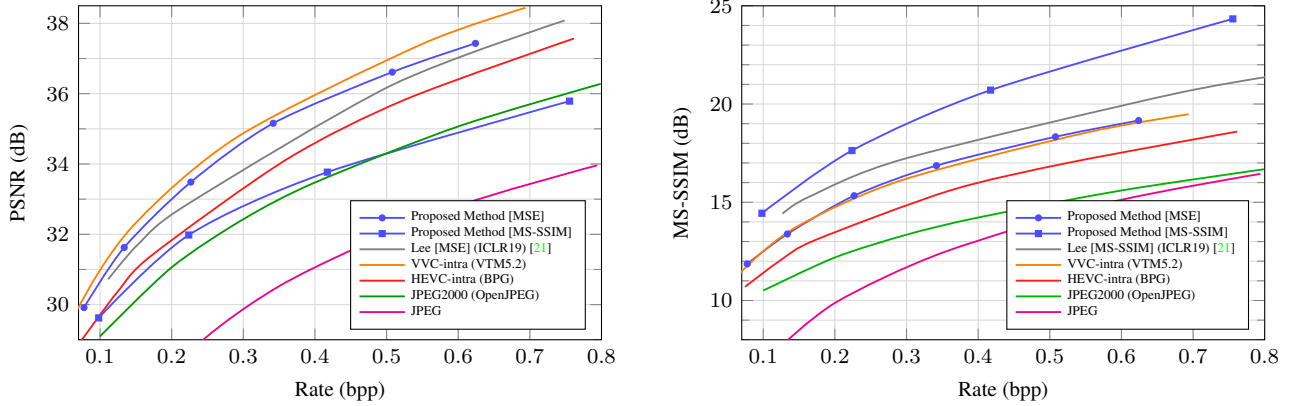 38
36
34
32
30
PSNR (dB)
0.1 0.2 0.3 0.4 0.5 0.6 0.7 0.8
Rate (bpp)
Proposed Method [MSE]
Proposed Method [MS-SSIM]
Lee [MSE] (ICLR19) [21]
VVC-intra (VTM5.2)
HEVC-intra (BPG)
JPEG2000 (OpenJPEG)
JPEG
25
20
15
10
MS-SSIM (dB)
0.1 0.2 0.3 0.4 0.5 0.6 0.7 0.8
Rate (bpp)
Proposed Method [MSE]
Proposed Method [MS-SSIM]
Lee [MS-SSIM] (ICLR19) [21]
VVC-intra (VTM5.2)
HEVC-intra (BPG)
JPEG2000 (OpenJPEG)
JPEG